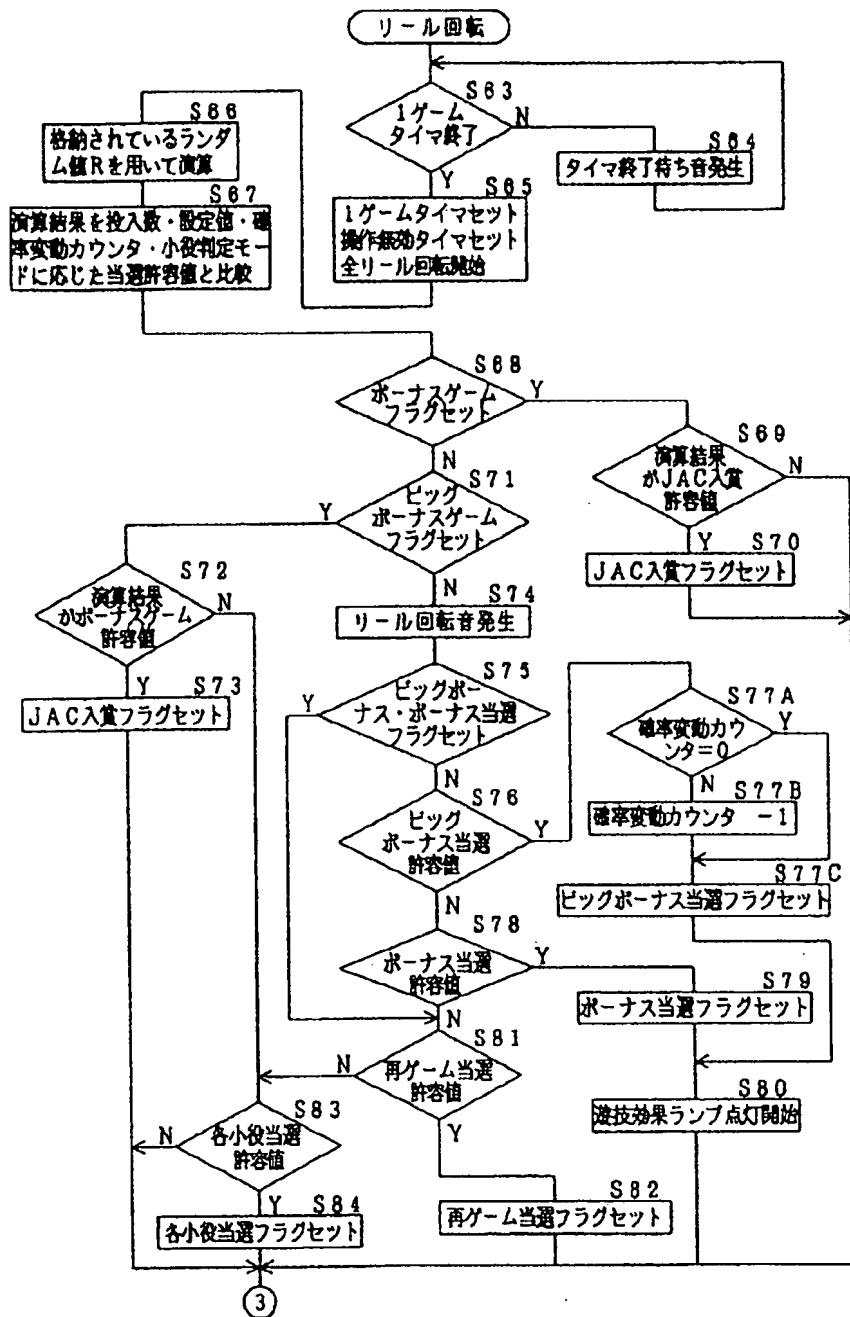 リール回転
S63
1ゲーム
タイマ終了
N
Y
S64
タイマ終了待ち音発生
S65
1ゲームタイマセット
操作無効タイマセット
全リール回転開始
S66
格納されているランダ
ム値Rを用いて演算
S67
演算結果を投入数・設定値・確
率変動カウンタ・小役判定モー
ドに応じた当選許容値と比較
S68
ボーナスゲーム
フラグセット
Y
N
S69
演算結果
がJAC入賞
許容値
N
Y
S70
JAC入賞フラグセット
S71
ビッグ
ボーナスゲーム
フラグセット
Y
N
S72
演算結果
がボーナスゲーム
許容値
N
Y
S73
JAC入賞フラグセット
S74
リール回転音発生
S75
ビッグボー
ナス・ボーナス当選
フラグセット
Y
N
S76
ビッグ
ボーナス当選
許容値
Y
N
S77A
確率変動カウ
ンタ=0
Y
N
S77B
確率変動カウンタ -1
S77C
ビッグボーナス当選フラグセット
S78
ボーナス当選
許容値
Y
N
S79
ボーナス当選フラグセット
S80
遊技効果ランプ点灯開始
S81
再ゲーム当選
許容値
N
Y
S82
再ゲーム当選フラグセット
S83
各小役当選
許容値
N
Y
S84
各小役当選フラグセット
3